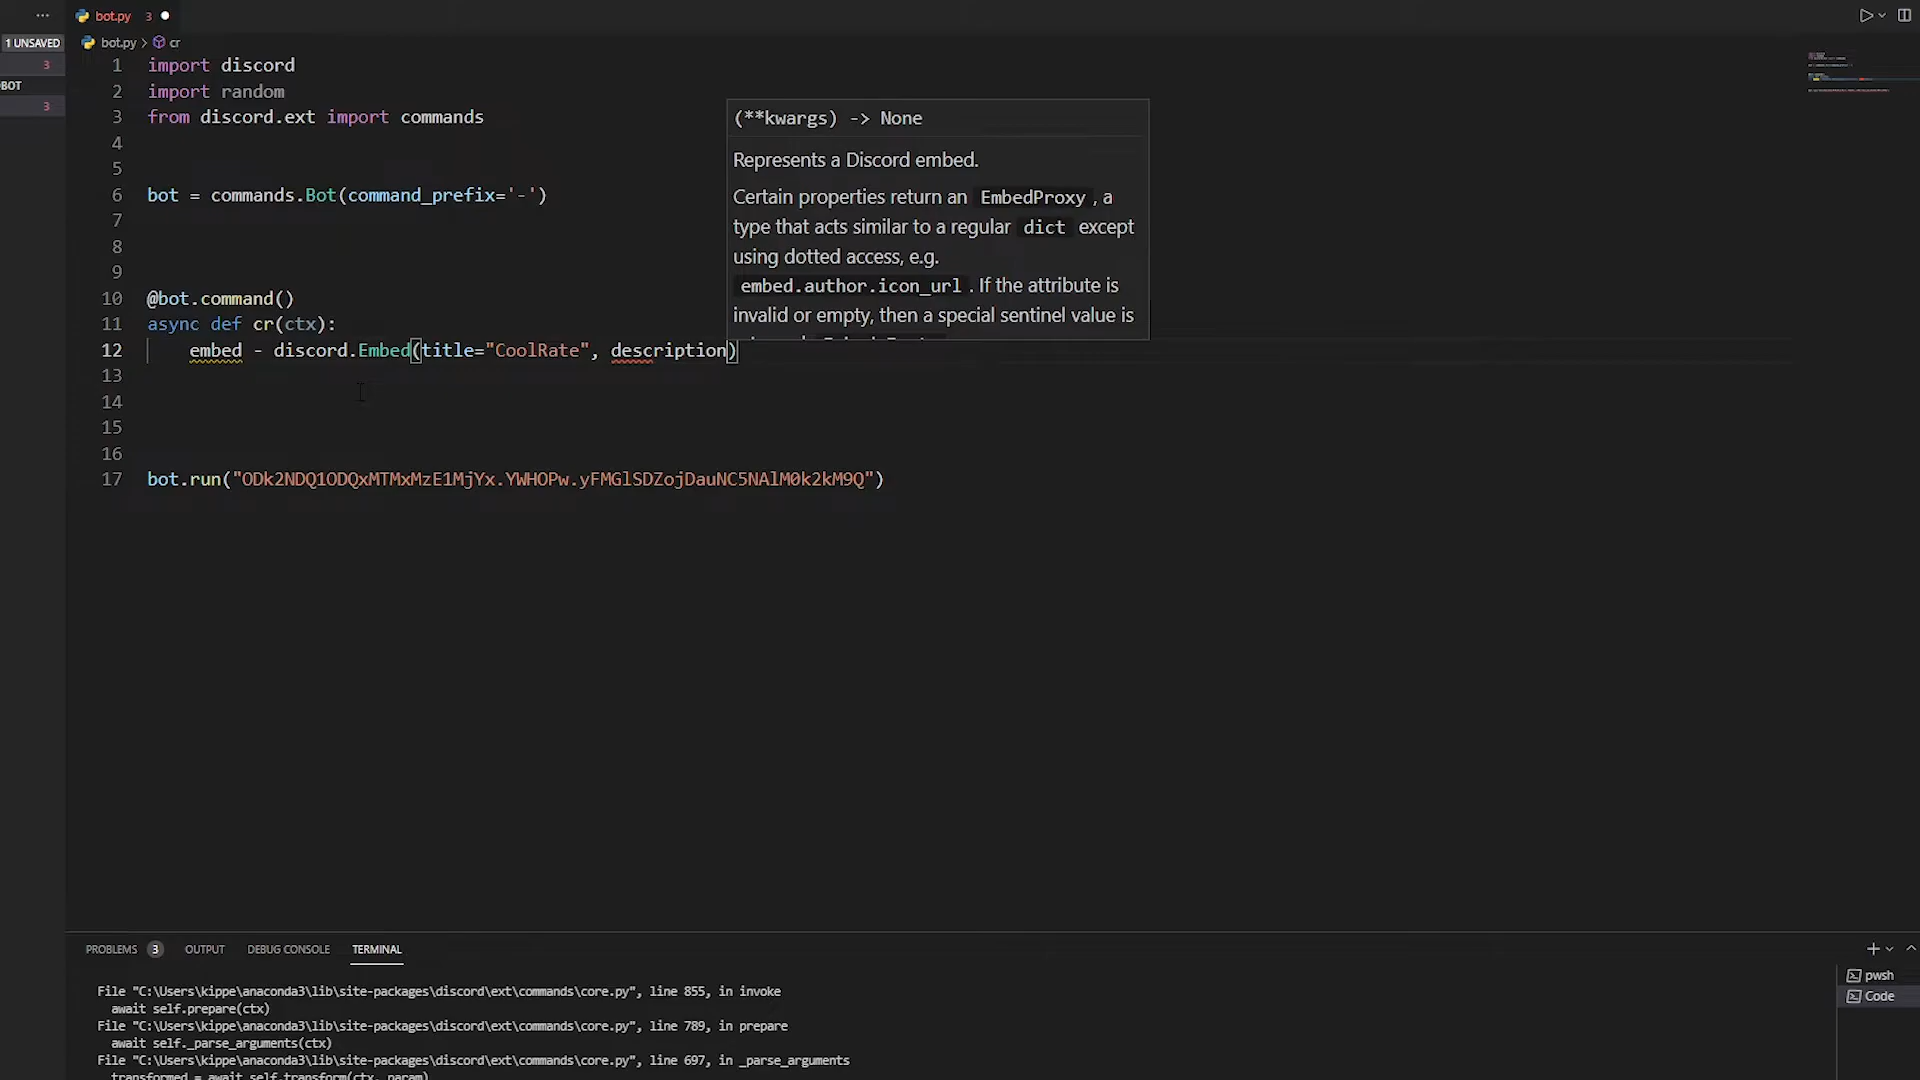 bot.py 3
1 UNSAVED
bot.py > cr
3
BOT
3
1 import discord
2 import random
3 from discord.ext import commands
4
5
6 bot = commands.Bot(command_prefix='-')
7
8
9
10 @bot.command()
11 async def cr(ctx):
12 embed - discord.Embed(title="CoolRate", description)
13
14
15
16
17 bot.run("ODk2NDQ1ODQxMTMxMzE1MjYx.YWHOPw.yFMGlSDZojDauNC5NAlM0k2kM9Q")
(**kwargs) -> None
Represents a Discord embed.
Certain properties return an EmbedProxy , a
type that acts similar to a regular dict except
using dotted access, e.g.
embed.author.icon_url . If the attribute is
invalid or empty, then a special sentinel value is
PROBLEMS 3 OUTPUT DEBUG CONSOLE TERMINAL
File "C:\Users\kippe\anaconda3\lib\site-packages\discord\ext\commands\core.py", line 855, in invoke
await self.prepare(ctx)
File "C:\Users\kippe\anaconda3\lib\site-packages\discord\ext\commands\core.py", line 789, in prepare
await self._parse_arguments(ctx)
File "C:\Users\kippe\anaconda3\lib\site-packages\discord\ext\commands\core.py", line 697, in _parse_arguments
transformed = await self.transform(ctx, param)
pwsh
Code